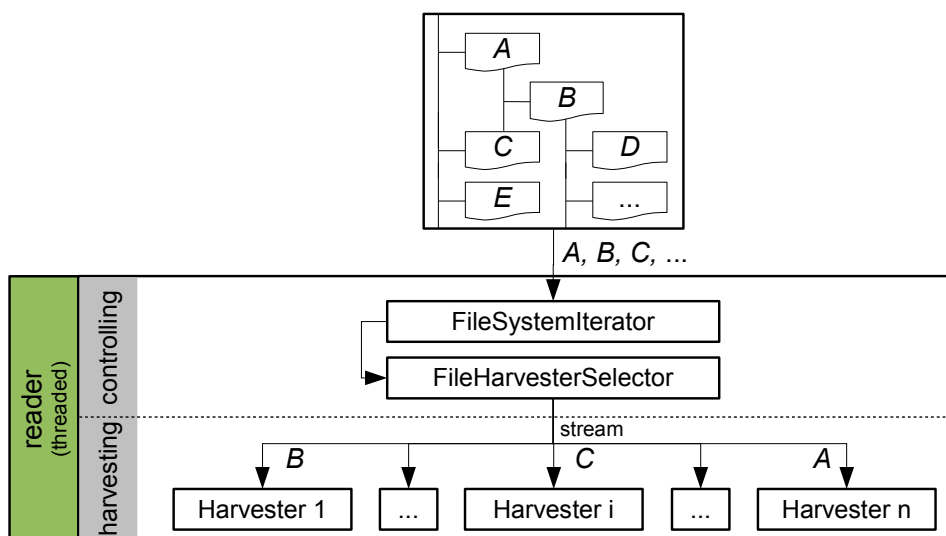 A
B
C
D
E
...
A, B, C, ...
reader
(threaded)
controlling
FileSystemIterator
FileHarvesterSelector
harvesting
stream
B
C
A
Harvester 1
...
Harvester i
...
Harvester n